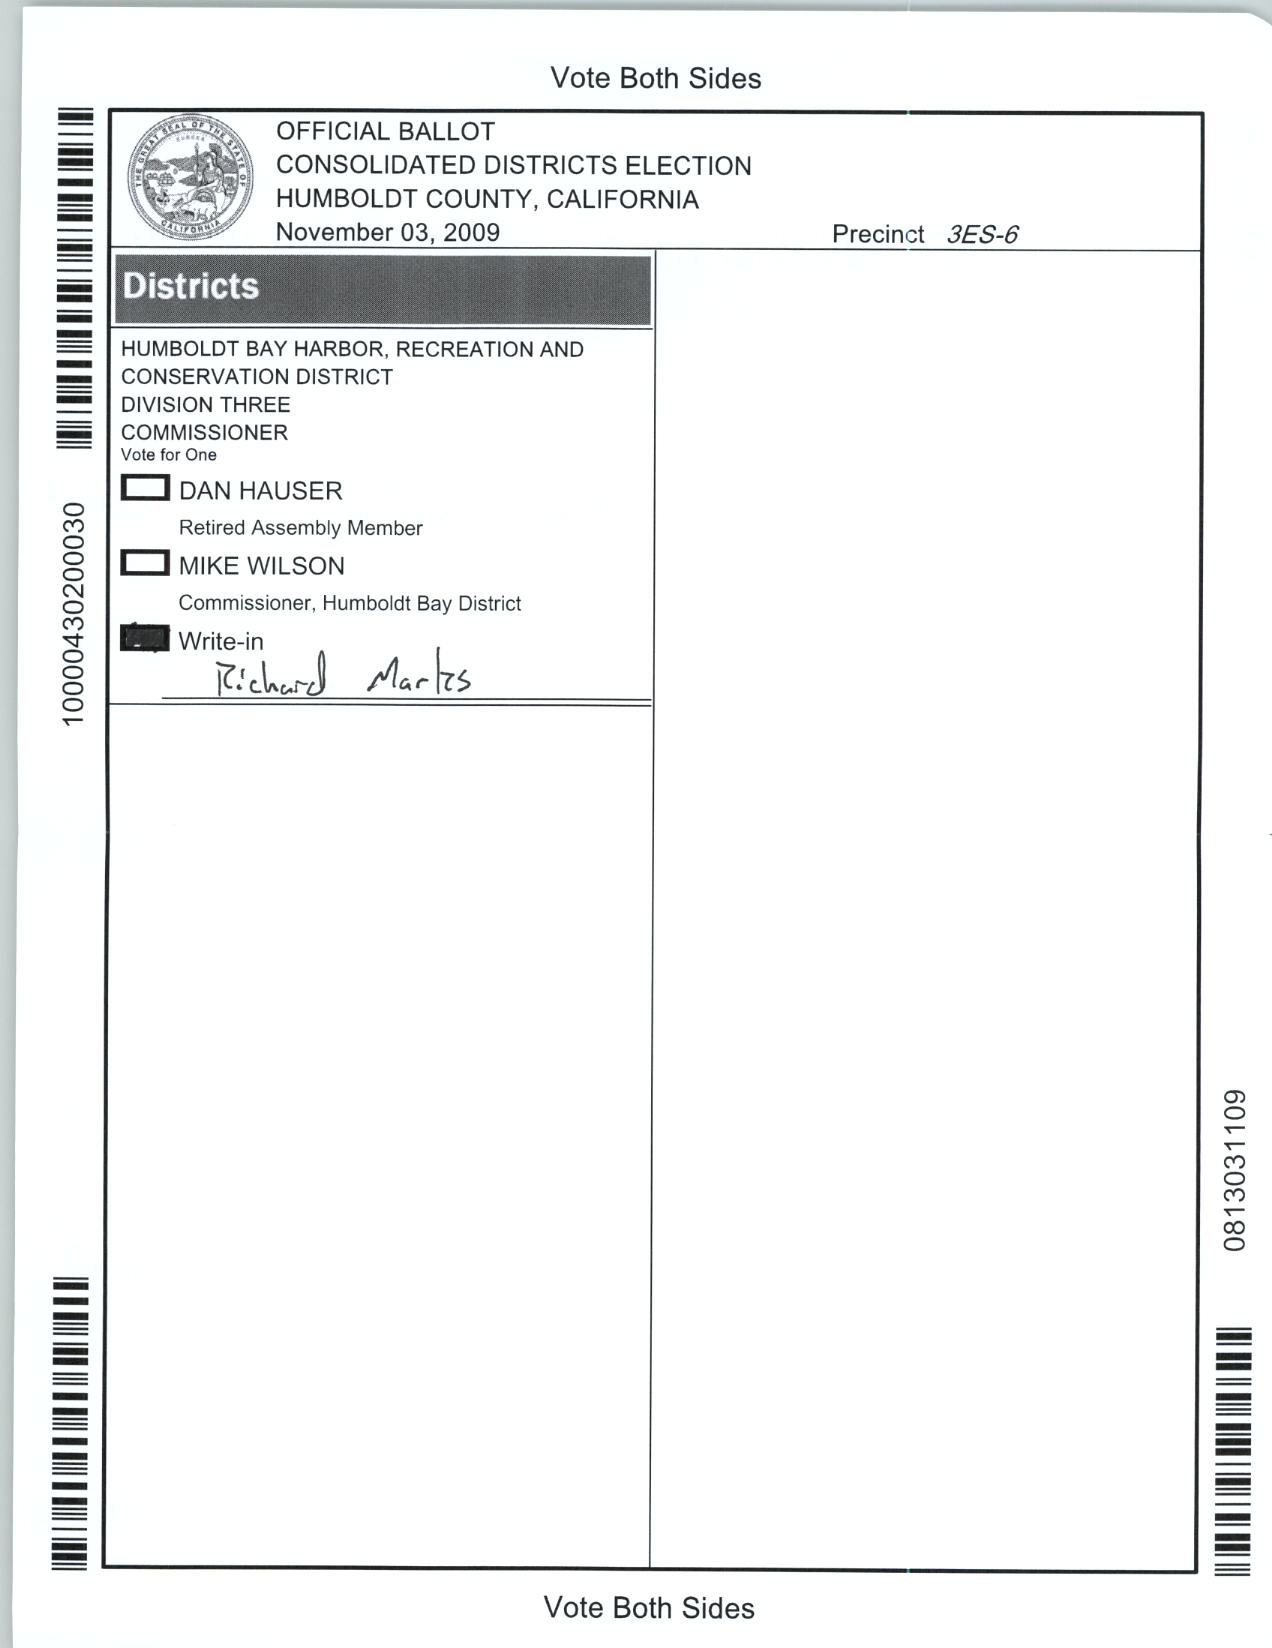 Vote Both Sides
THE GREAT SEAL OF THE STATE OF CALIFORNIA
EUREKA
OFFICIAL BALLOT
CONSOLIDATED DISTRICTS ELECTION
HUMBOLDT COUNTY, CALIFORNIA
November 03, 2009
Precinct 3ES-6
Districts
HUMBOLDT BAY HARBOR, RECREATION AND
CONSERVATION DISTRICT
DIVISION THREE
COMMISSIONER
Vote for One
DAN HAUSER
Retired Assembly Member
MIKE WILSON
Commissioner, Humboldt Bay District
Write-in
Richard Marks
10000430200030
0813031109
Vote Both Sides